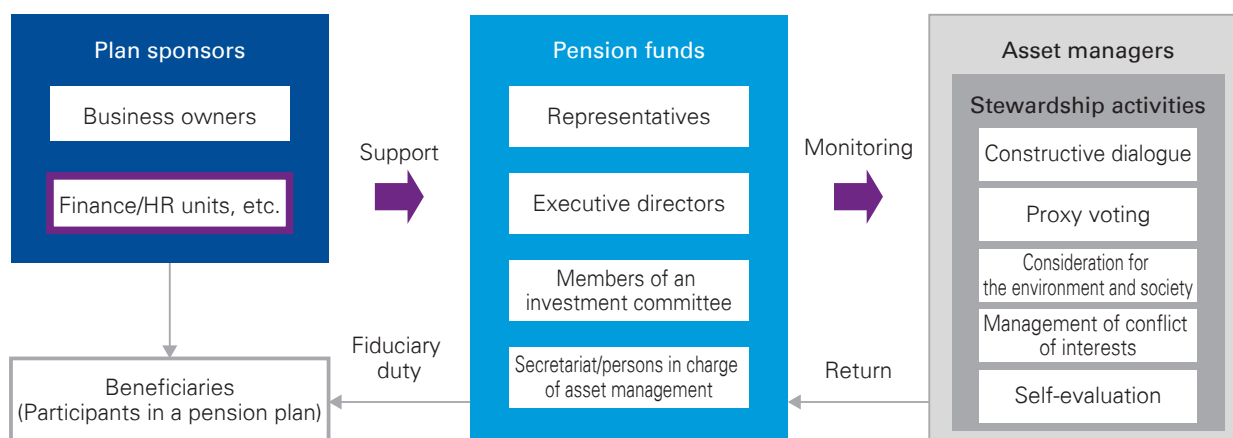 Plan sponsors
Business owners
Finance/HR units, etc.
Support
Pension funds
Representatives
Executive directors
Members of an
investment committee
Secretariat/persons in charge
of asset management
Monitoring
Asset managers
Stewardship activities
Constructive dialogue
Proxy voting
Consideration for
the environment and society
Management of conflict
of interests
Self-evaluation
Return
Fiduciary
duty
Beneficiaries
(Participants in a pension plan)